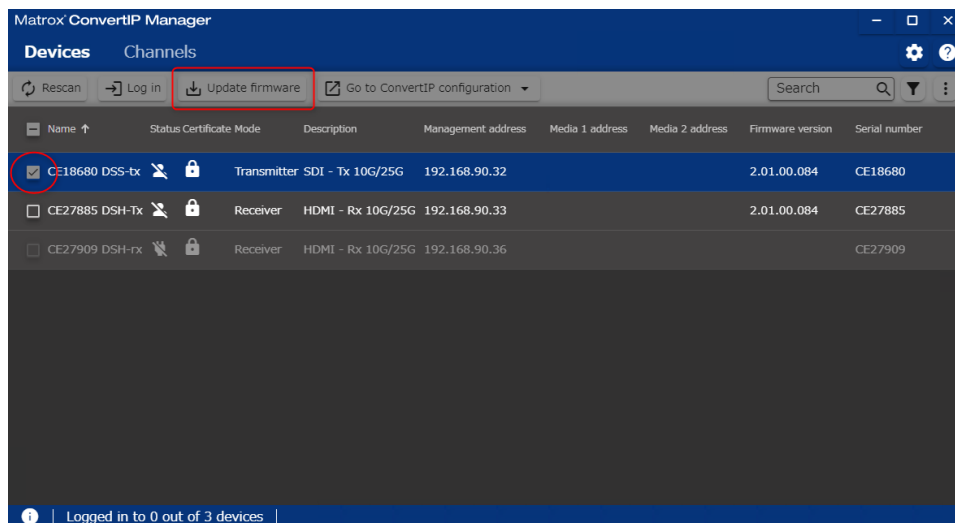 Matrox® ConvertIP Manager
Devices Channels
Rescan Log in Update firmware Go to ConvertIP configuration Search
Name Status Certificate Mode Description Management address Media 1 address Media 2 address Firmware version Serial number
CE18680 DSS-tx Transmitter SDI - Tx 10G/25G 192.168.90.32 2.01.00.084 CE18680
CE27885 DSH-Tx Receiver HDMI - Rx 10G/25G 192.168.90.33 2.01.00.084 CE27885
CE27909 DSH-rx Receiver HDMI - Rx 10G/25G 192.168.90.36 CE27909
Logged in to 0 out of 3 devices